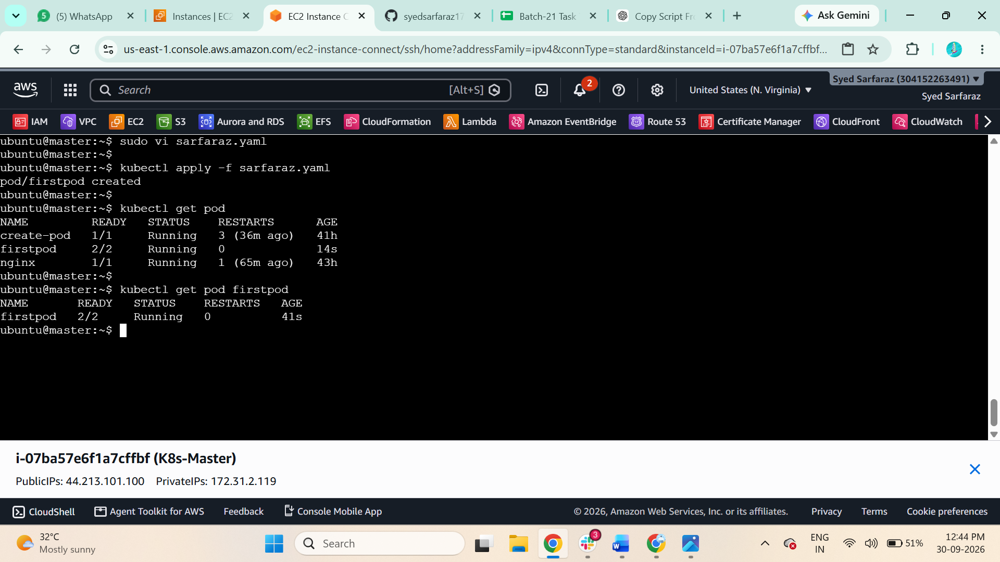 (5) WhatsApp
Instances | EC2
EC2 Instance C
syedsarfaraz17
Batch-21 Task
Copy Script Fro
Ask Gemini
us-east-1.console.aws.amazon.com/ec2-instance-connect/ssh/home?addressFamily=ipv4&connType=standard&instanceId=i-07ba57e6f1a7cffbf...
aws
Search
[Alt+S]
2
United States (N. Virginia)
Syed Sarfaraz (304152263491)
Syed Sarfaraz
IAM VPC EC2 S3 Aurora and RDS EFS CloudFormation Lambda Amazon EventBridge Route 53 Certificate Manager CloudFront CloudWatch
ubuntu@master:~$ sudo vi sarfaraz.yaml
ubuntu@master:~$
ubuntu@master:~$ kubectl apply -f sarfaraz.yaml
pod/firstpod created
ubuntu@master:~$
ubuntu@master:~$ kubectl get pod
NAME READY STATUS RESTARTS AGE
create-pod 1/1 Running 3 (36m ago) 41h
firstpod 2/2 Running 0 14s
nginx 1/1 Running 1 (65m ago) 43h
ubuntu@master:~$
ubuntu@master:~$ kubectl get pod firstpod
NAME READY STATUS RESTARTS AGE
firstpod 2/2 Running 0 41s
ubuntu@master:~$
i-07ba57e6f1a7cffbf (K8s-Master)
PublicIPs: 44.213.101.100 PrivateIPs: 172.31.2.119
CloudShell Agent Toolkit for AWS Feedback Console Mobile App © 2026, Amazon Web Services, Inc. or its affiliates. Privacy Terms Cookie preferences
32°C
Mostly sunny
Search
3
ENG
IN
51%
12:44 PM
30-09-2026